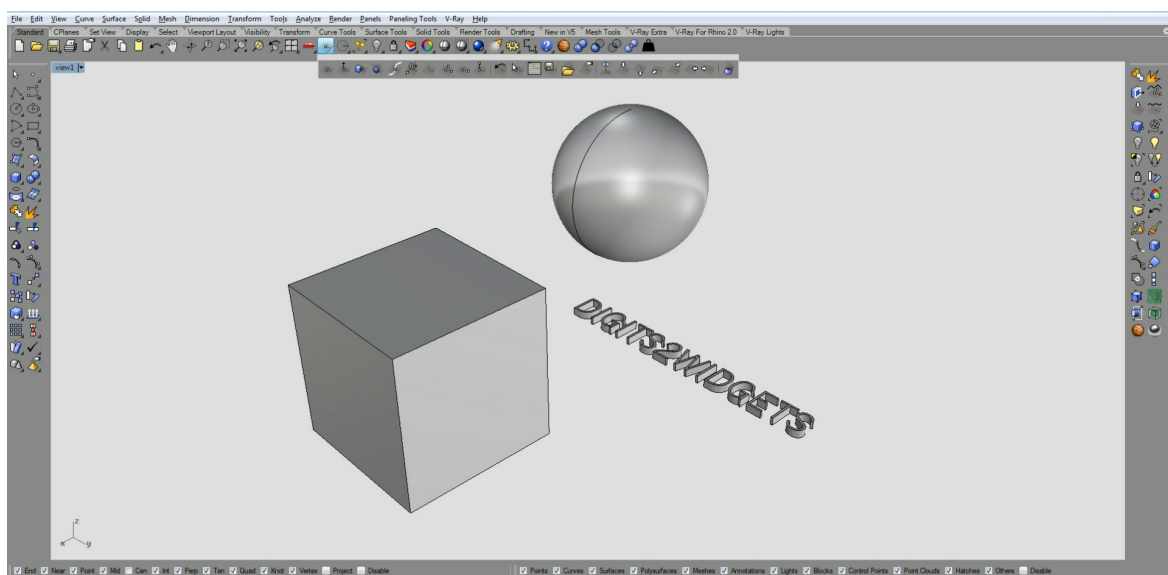 File Edit View Curve Surface Solid Mesh Dimension Transform Tools Analyze Render Panels Paneling Tools V-Ray Help
Standard CPlanes Set View Display Select Viewport Layout Visibility Transform Curve Tools Surface Tools Solid Tools Render Tools Drafting New in V5 Mesh Tools V-Ray Extra V-Ray For Rhino 2.0 V-Ray Lights
view1
DIGITS2WIDGETS
z
x y
End Near Point Mid Cen Int Perp Tan Quad Knot Vertex Project Disable Points Curves Surfaces Polysurfaces Meshes Annotations Lights Blocks Control Points Point Clouds Hatches Others Disable